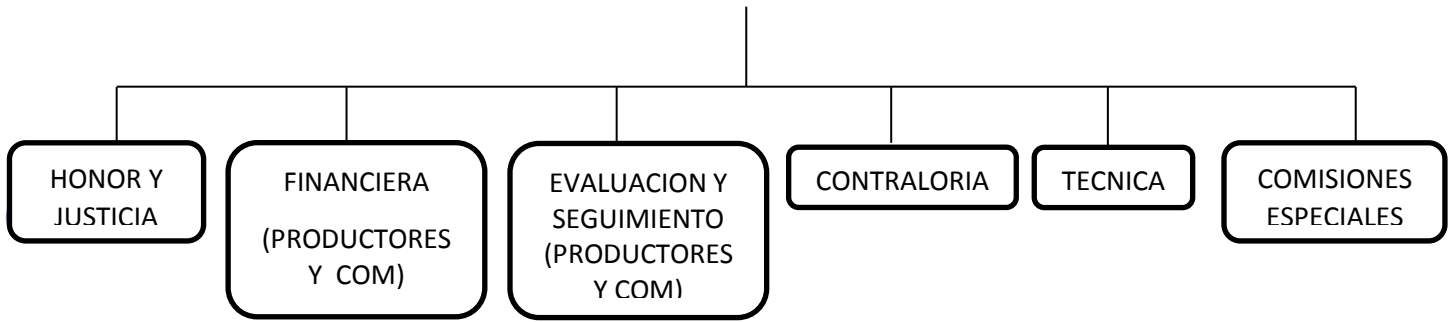 HONOR Y
JUSTICIA
FINANCIERA
(PRODUCTORES
Y COM)
EVALUACION Y
SEGUIMIENTO
(PRODUCTORES
Y COM)
CONTRALORIA
TECNICA
COMISIONES
ESPECIALES